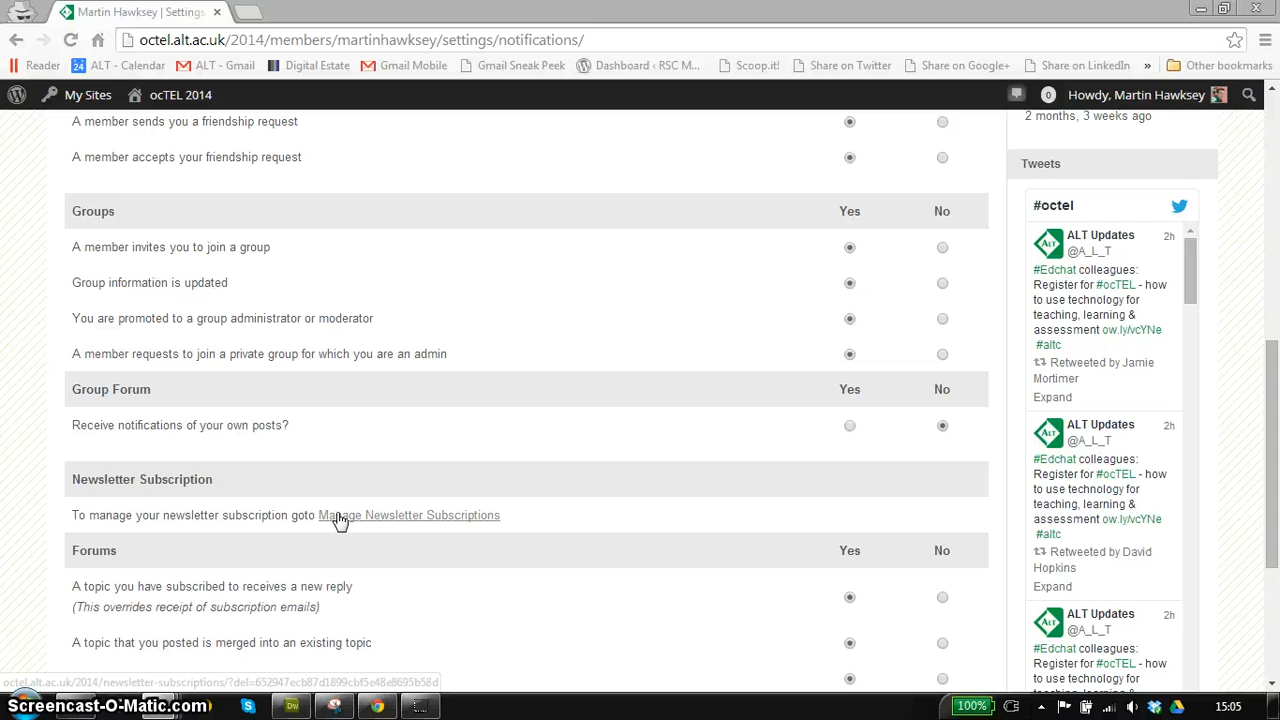 Martin Hawksey | Settings
octel.alt.ac.uk/2014/members/martinhawksey/settings/notifications/
Reader
24
ALT - Calendar
ALT - Gmail
Digital Estate
Gmail Mobile
Gmail Sneak Peek
Dashboard ‹ RSC M...
Scoop.it!
Share on Twitter
Share on Google+
Share on LinkedIn
»
Other bookmarks
My Sites
ocTEL 2014
0
Howdy, Martin Hawksey
A member sends you a friendship request
A member accepts your friendship request
Groups Yes No
A member invites you to join a group
Group information is updated
You are promoted to a group administrator or moderator
A member requests to join a private group for which you are an admin
Group Forum Yes No
Receive notifications of your own posts?
Newsletter Subscription
To manage your newsletter subscription goto Manage Newsletter Subscriptions
Forums Yes No
A topic you have subscribed to receives a new reply
(This overrides receipt of subscription emails)
A topic that you posted is merged into an existing topic
2 months, 3 weeks ago
Tweets
#octel
ALT Updates 2h
@A_L_T
#Edchat colleagues:
Register for #ocTEL - how
to use technology for
teaching, learning &
assessment ow.ly/vcYNe
#altc
Retweeted by Jamie
Mortimer
Expand
ALT Updates 2h
@A_L_T
#Edchat colleagues:
Register for #ocTEL - how
to use technology for
teaching, learning &
assessment ow.ly/vcYNe
#altc
Retweeted by David
Hopkins
Expand
ALT Updates 2h
@A_L_T
#Edchat colleagues:
Register for #ocTEL - how
to use technology for
octel.alt.ac.uk/2014/newsletter-subscriptions/?del=652947ecb87d1899cbf5e48e8695b58d
Screencast-O-Matic.com
100%
15:05